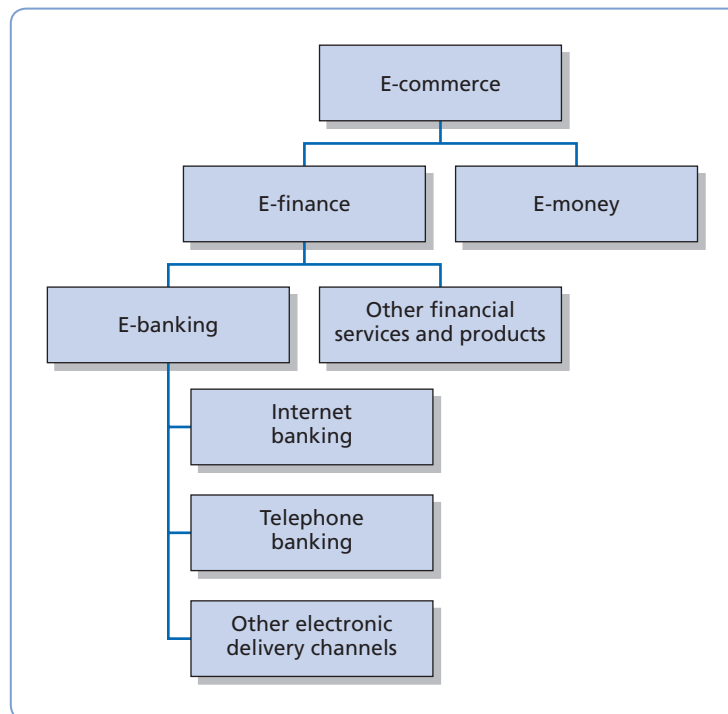 E-commerce
E-finance
E-money
E-banking
Other financial
services and products
Internet
banking
Telephone
banking
Other electronic
delivery channels